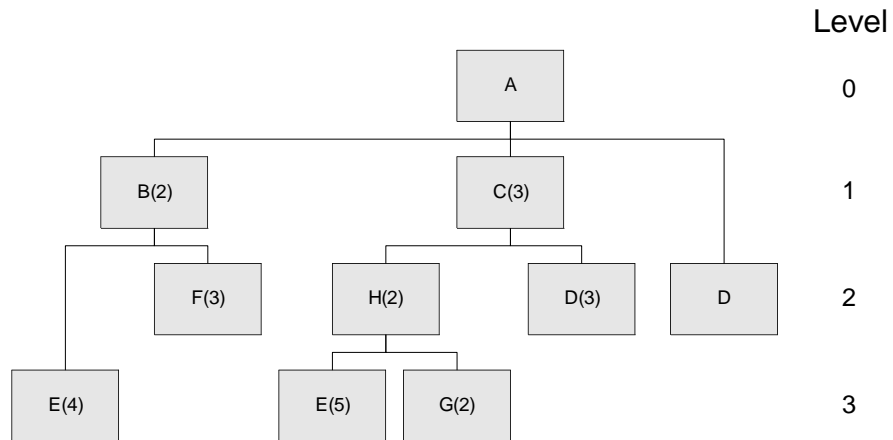 Level
A
0
B(2)
C(3)
1
F(3)
H(2)
D(3)
D
2
E(4)
E(5)
G(2)
3